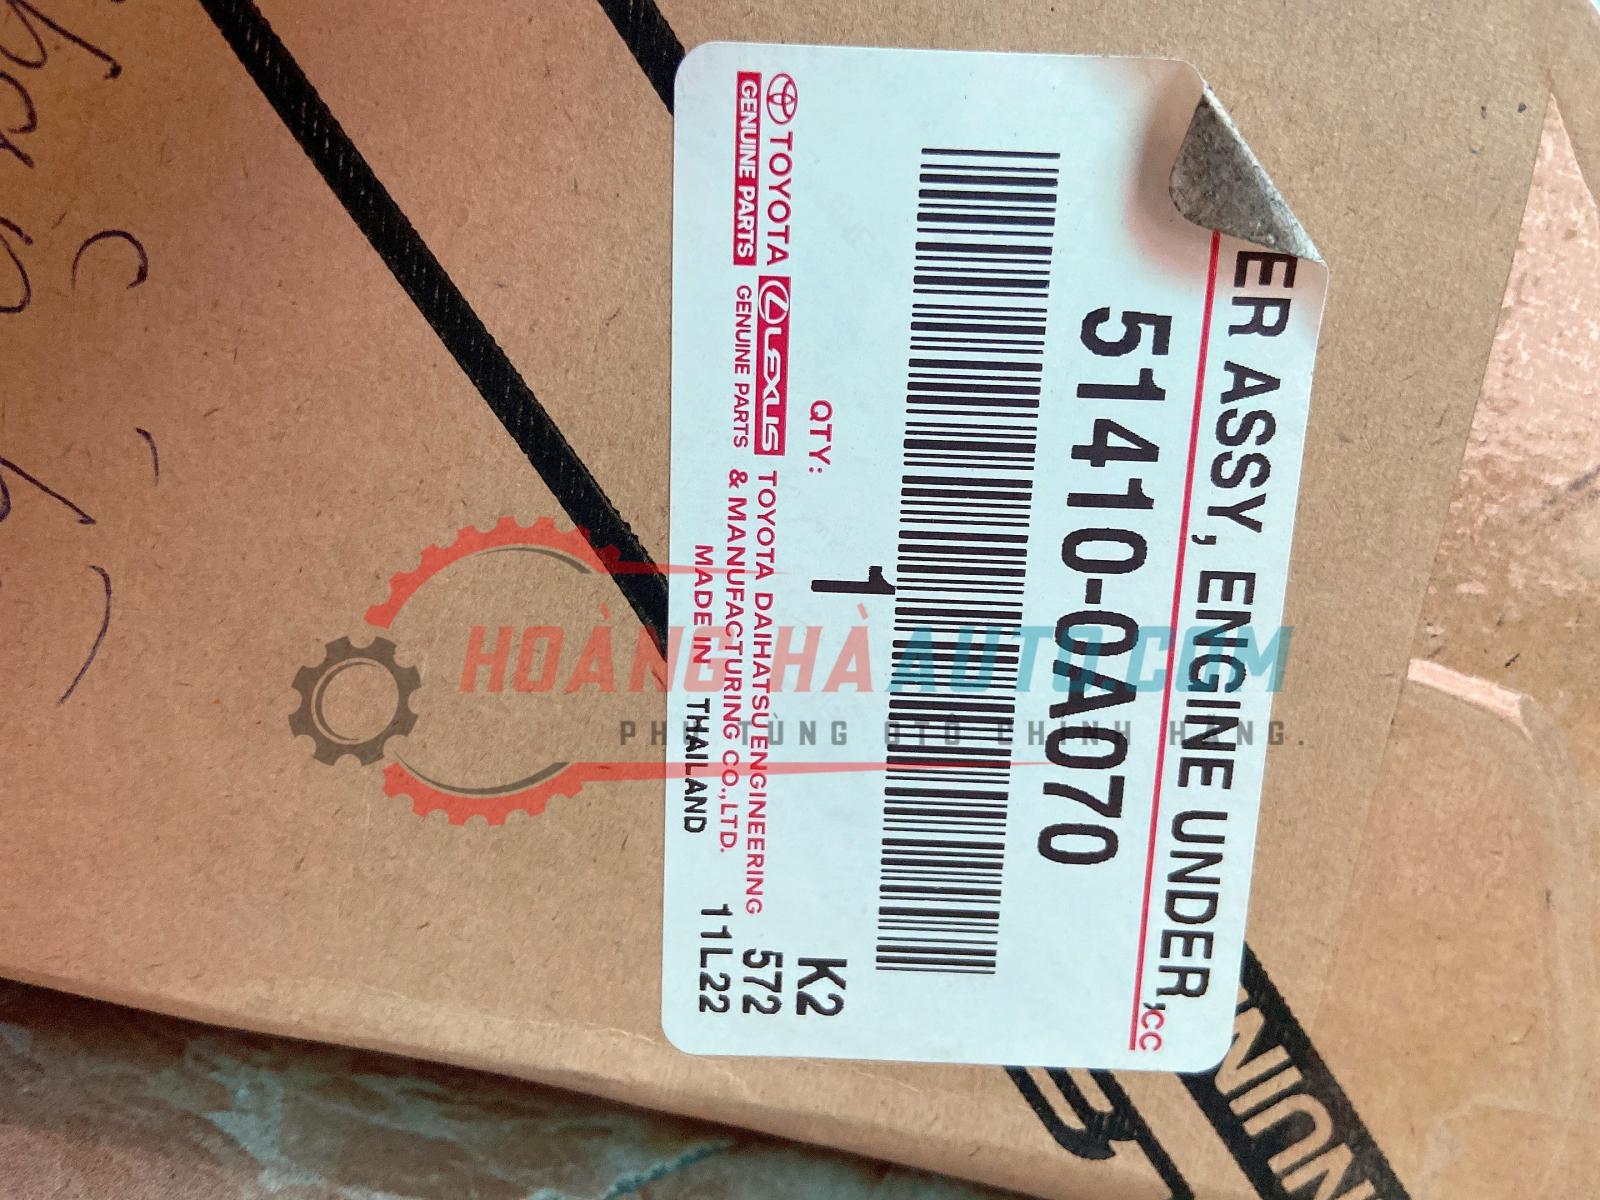 ER ASSY, ENGINE UNDER,
CC
51410-0A070
QTY:
1
K2
TOYOTA
GENUINE PARTS
LEXUS
GENUINE PARTS
TOYOTA DAIHATSU ENGINEERING
& MANUFACTURING CO.,LTD.
MADE IN THAILAND
572
11L22
HOÀNG HÀ AUTO.COM
PHỤ TÙNG ÔTÔ CHÍNH HÃNG.